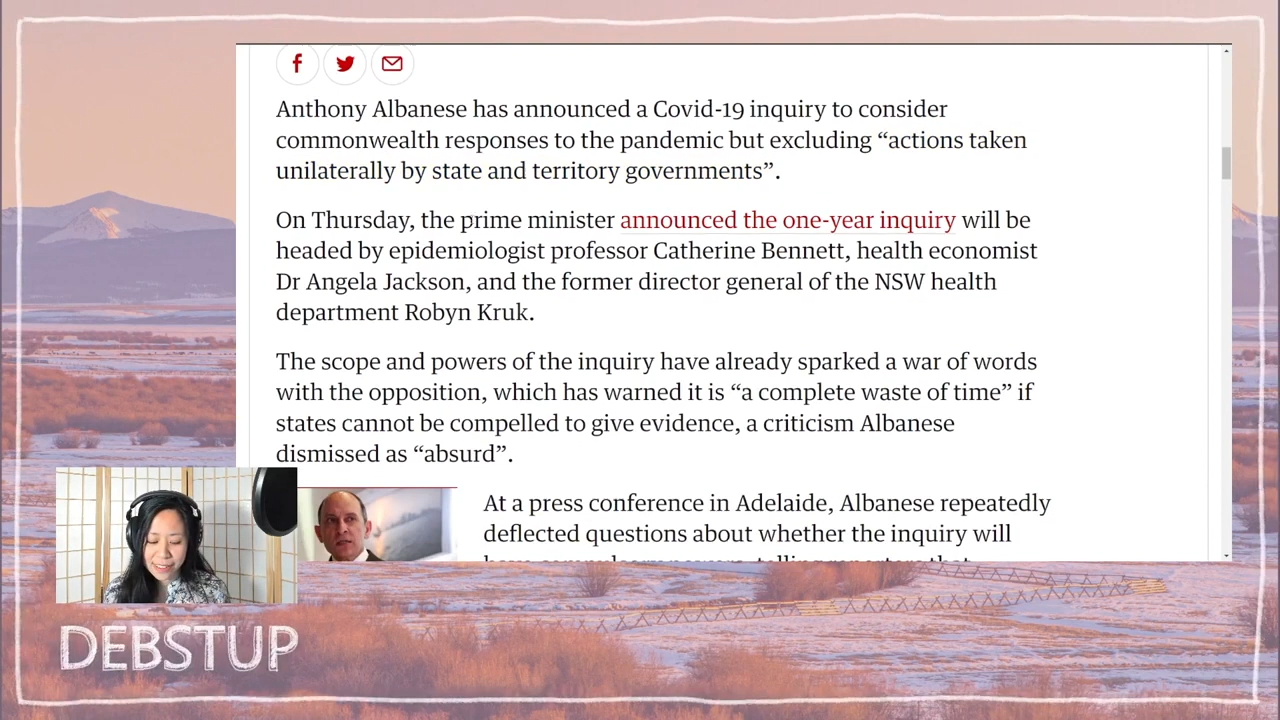 Anthony Albanese has announced a Covid-19 inquiry to consider
commonwealth responses to the pandemic but excluding “actions taken
unilaterally by state and territory governments”.
On Thursday, the prime minister announced the one-year inquiry will be
headed by epidemiologist professor Catherine Bennett, health economist
Dr Angela Jackson, and the former director general of the NSW health
department Robyn Kruk.
The scope and powers of the inquiry have already sparked a war of words
with the opposition, which has warned it is “a complete waste of time” if
states cannot be compelled to give evidence, a criticism Albanese
dismissed as “absurd”.
At a press conference in Adelaide, Albanese repeatedly
deflected questions about whether the inquiry will
DEBSTUP